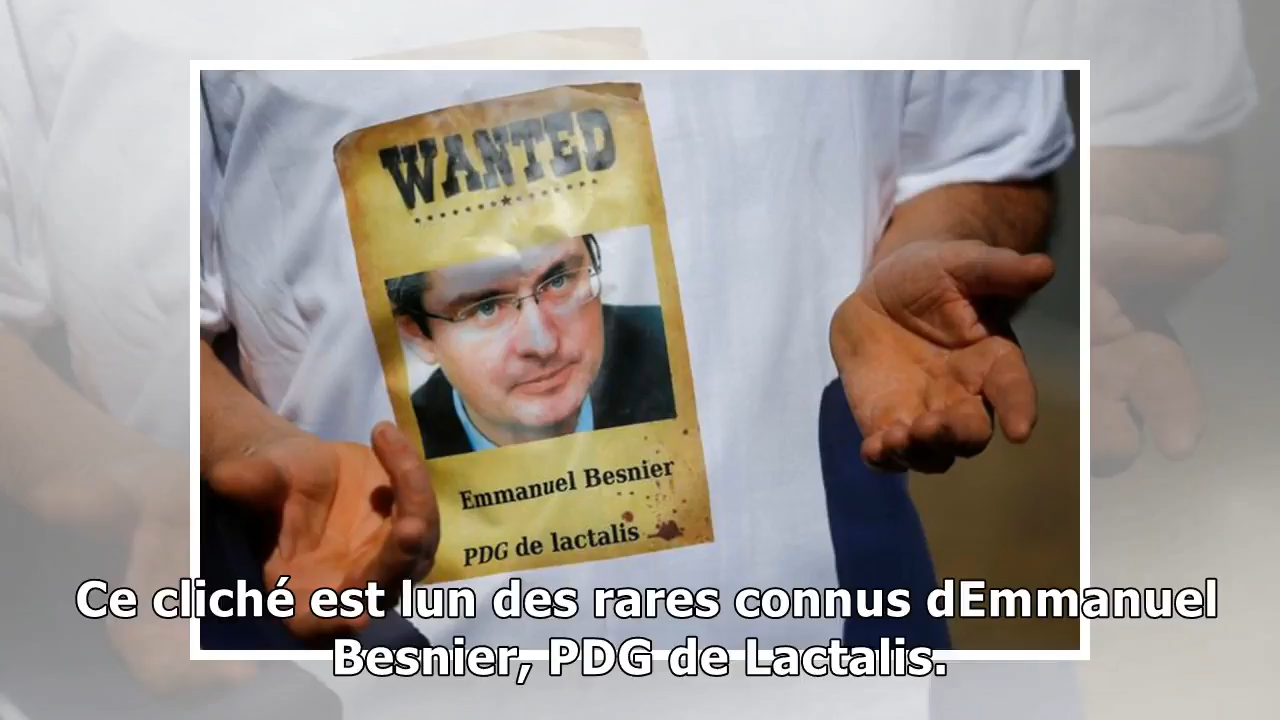 WANTED
Emmanuel Besnier
PDG de lactalis
Ce cliché est lun des rares connus dEmmanuel
Besnier, PDG de Lactalis.